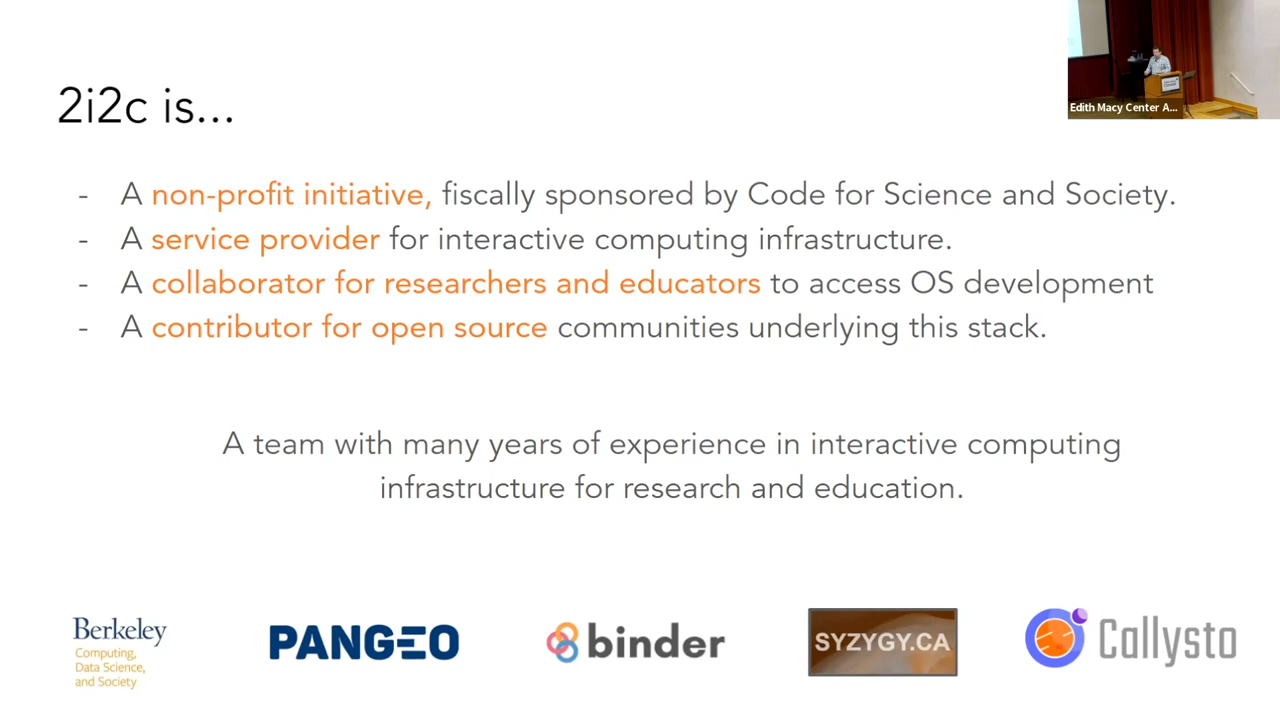 2i2c is...
Edith Macy Center A...
- A non-profit initiative, fiscally sponsored by Code for Science and Society.
- A service provider for interactive computing infrastructure.
- A collaborator for researchers and educators to access OS development
- A contributor for open source communities underlying this stack.
A team with many years of experience in interactive computing
infrastructure for research and education.
Berkeley
Computing,
Data Science,
and Society
PANGEO
binder
SYZYGY.CA
Callysto